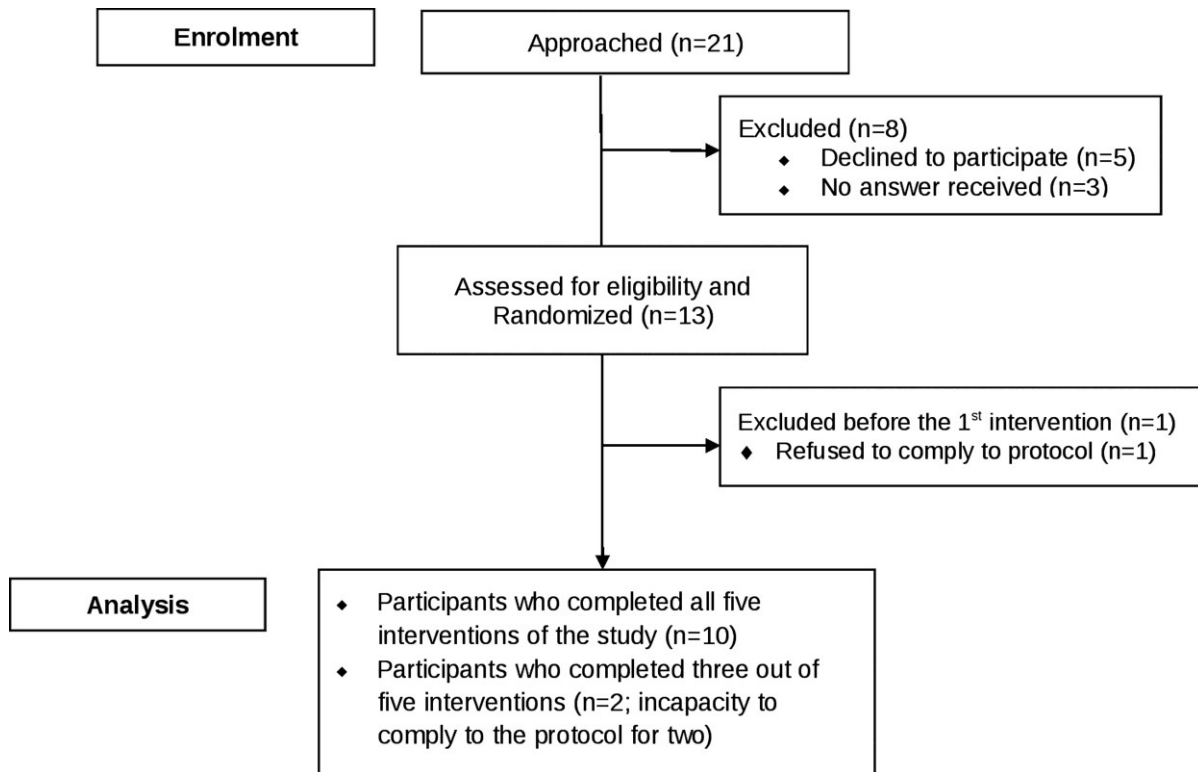 Enrolment
Approached (n=21)
Excluded (n=8)
◆ Declined to participate (n=5)
◆ No answer received (n=3)
Assessed for eligibility and
Randomized (n=13)
Excluded before the 1st intervention (n=1)
◆ Refused to comply to protocol (n=1)
Analysis
◆ Participants who completed all five
interventions of the study (n=10)
◆ Participants who completed three out of
five interventions (n=2; incapacity to
comply to the protocol for two)